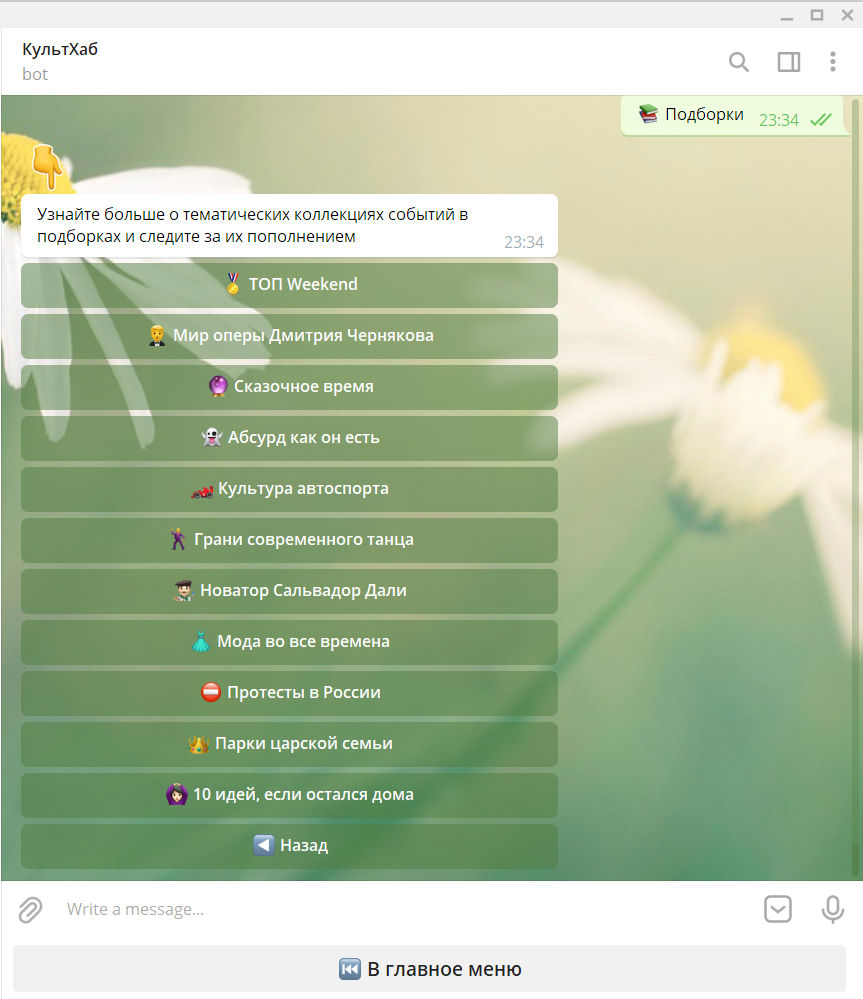 КультХаб
bot
📚 Подборки 23:34
👇
Узнайте больше о тематических коллекциях событий в
подборках и следите за их пополнением 23:34
🏅 ТОП Weekend
🤵 Мир оперы Дмитрия Чернякова
🔮 Сказочное время
👻 Абсурд как он есть
🏎 Культура автоспорта
🕺 Грани современного танца
👨‍🎨 Новатор Сальвадор Дали
👗 Мода во все времена
⛔ Протесты в России
👑 Парки царской семьи
🙆 10 идей, если остался дома
◀ Назад
Write a message...
⏮ В главное меню